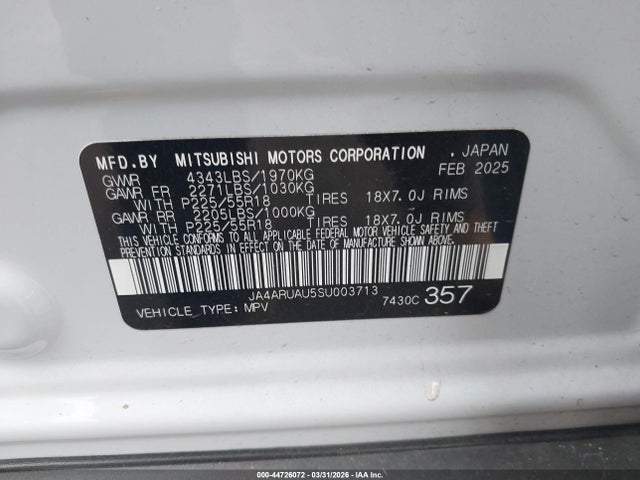 MFD.BY MITSUBISHI MOTORS CORPORATION , JAPAN
GVWR 4343LBS/1970KG FEB 2025
GAWR FR 2271LBS/1030KG
WITH P225/55R18 TIRES 18X7.0J RIMS
GAWR RR 2205LBS/1000KG
WITH P225/55R18 TIRES 18X7.0J RIMS
THIS VEHICLE CONFORMS TO ALL APPLICABLE FEDERAL MOTOR VEHICLE SAFETY AND THEFT
PREVENTION STANDARDS IN EFFECT ON THE DATE OF MANUFACTURE SHOWN ABOVE.
JA4ARUAU5SU003713
VEHICLE TYPE: MPV 7430C 357
000-44726072 / 03/31/2026 - IAA Inc.